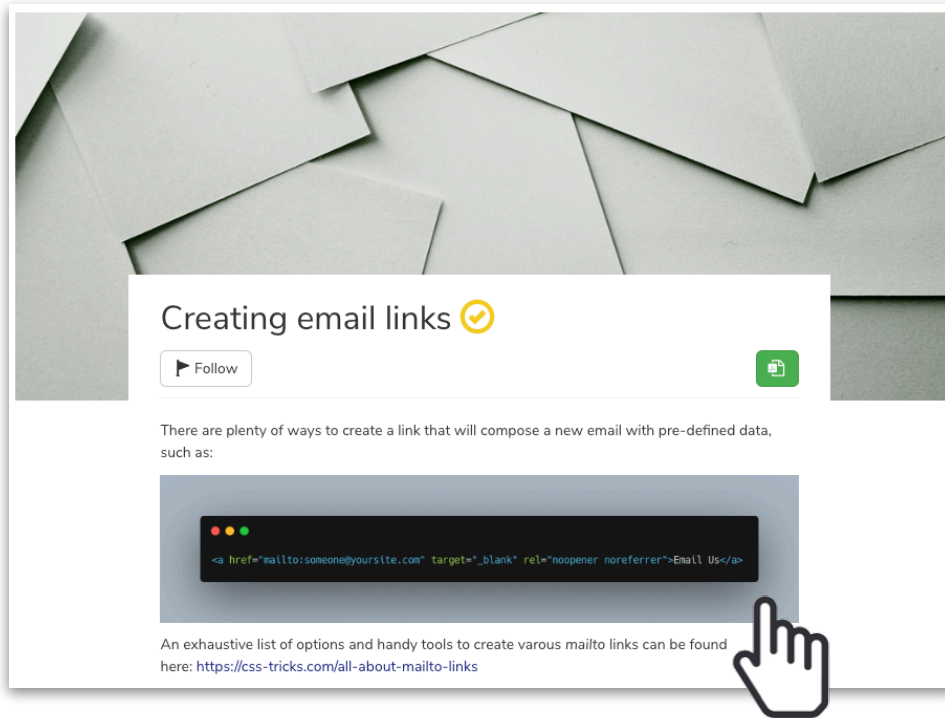 Creating email links
Follow
There are plenty of ways to create a link that will compose a new email with pre-defined data,
such as:
<a href="mailto:someone@yoursite.com" target="_blank" rel="noopener noreferrer">Email Us</a>
An exhaustive list of options and handy tools to create varous mailto links can be found
here: https://css-tricks.com/all-about-mailto-links